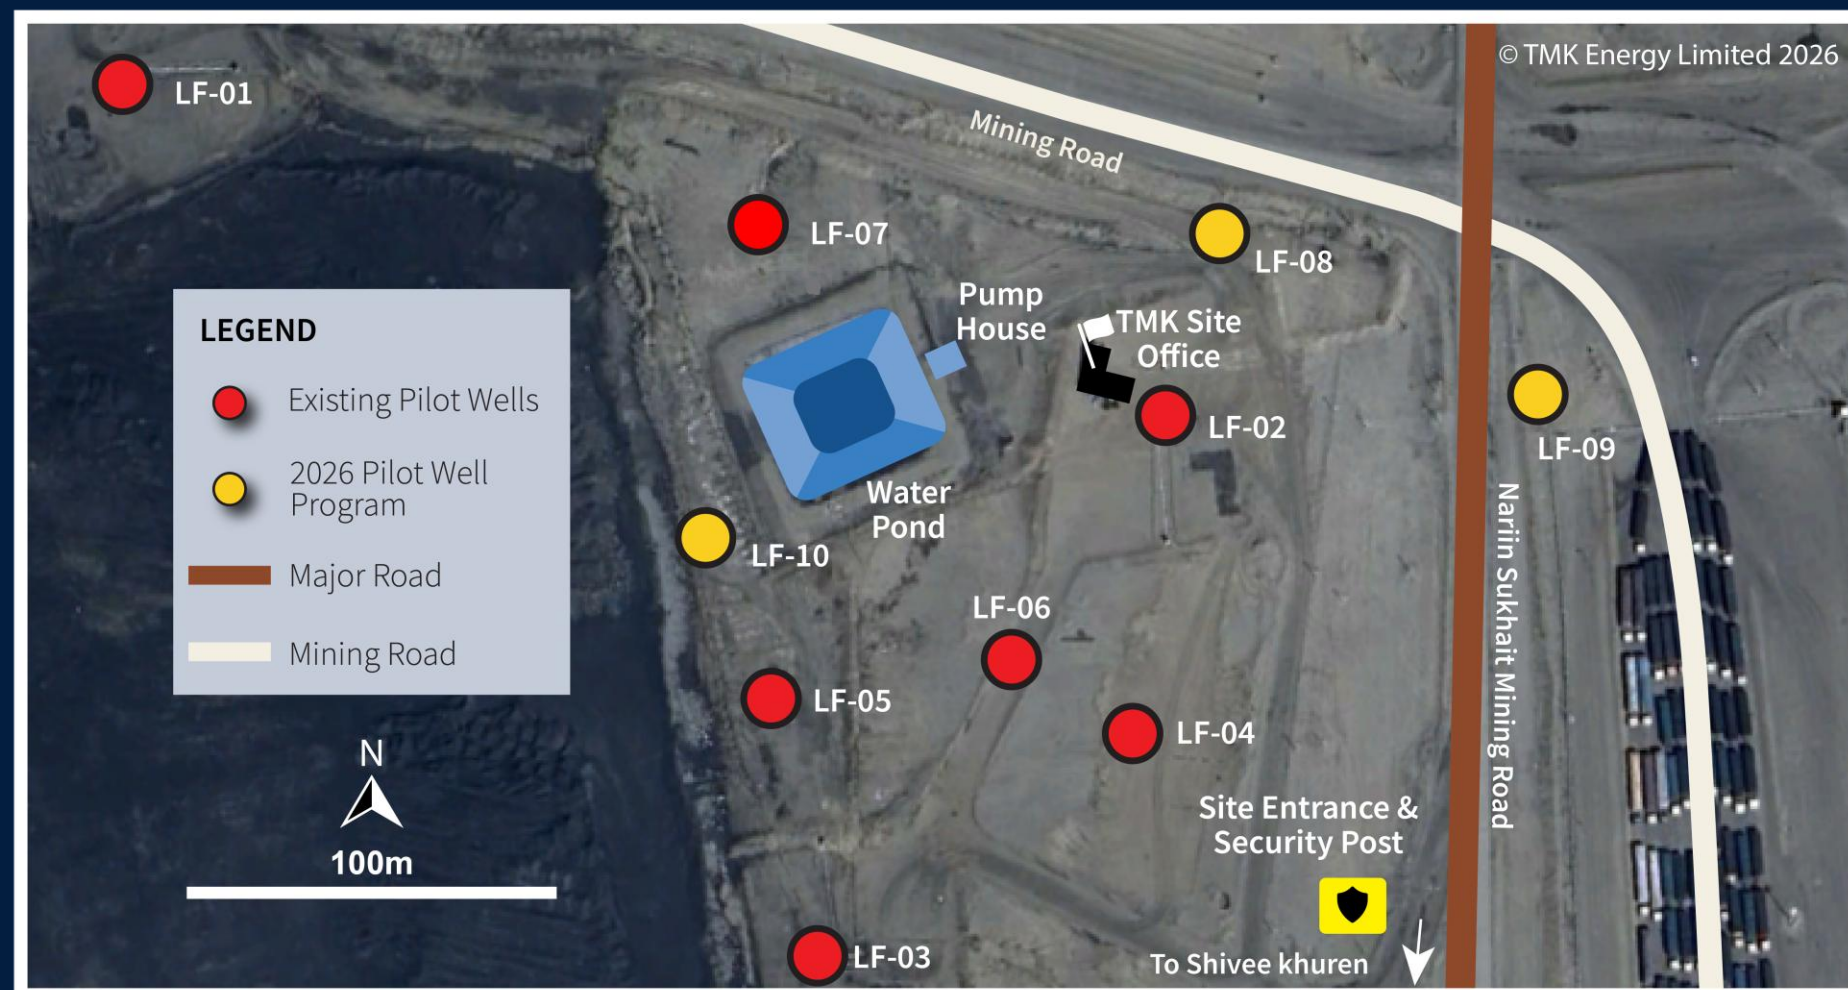 © TMK Energy Limited 2026
LF-01
Mining Road
LF-07
LF-08
Pump
House
TMK Site
Office
LEGEND
Existing Pilot Wells
2026 Pilot Well
Program
Major Road
Mining Road
LF-02
LF-09
Water
Pond
LF-10
Nariin Sukhait Mining Road
LF-06
LF-05
LF-04
N
100m
Site Entrance &
Security Post
LF-03
To Shivee khuren